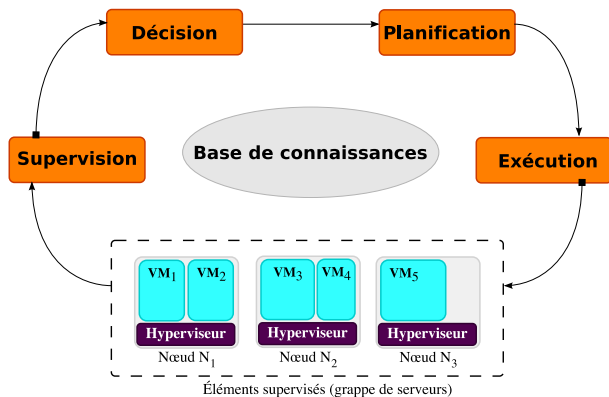 Décision
Planification
Supervision
Base de connaissances
Exécution
VM1 VM2 VM3 VM4 VM5
Hyperviseur Hyperviseur Hyperviseur
Nœud N1 Nœud N2 Nœud N3
Éléments supervisés (grappe de serveurs)